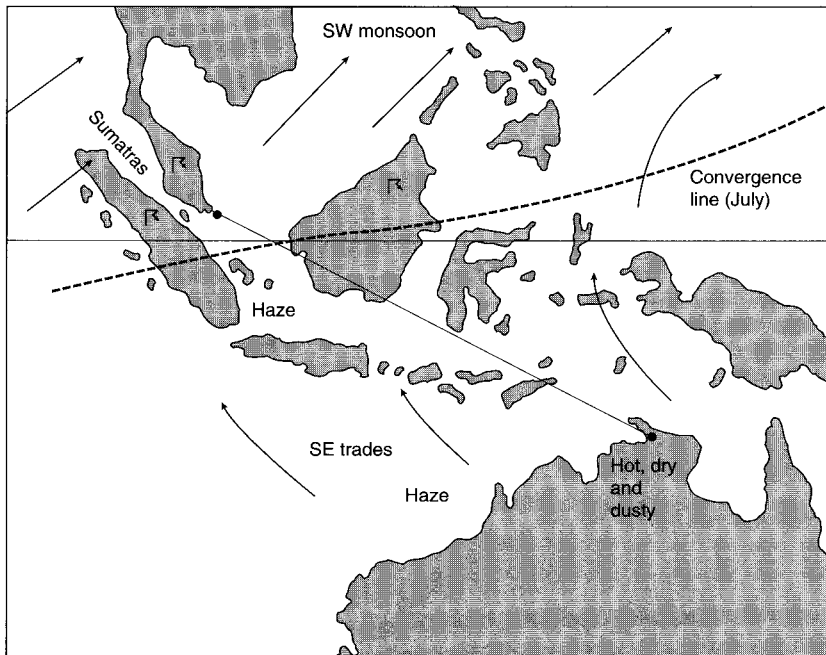 SW monsoon
Sumatras
Convergence
line (July)
Haze
SE trades
Haze
Hot, dry
and
dusty